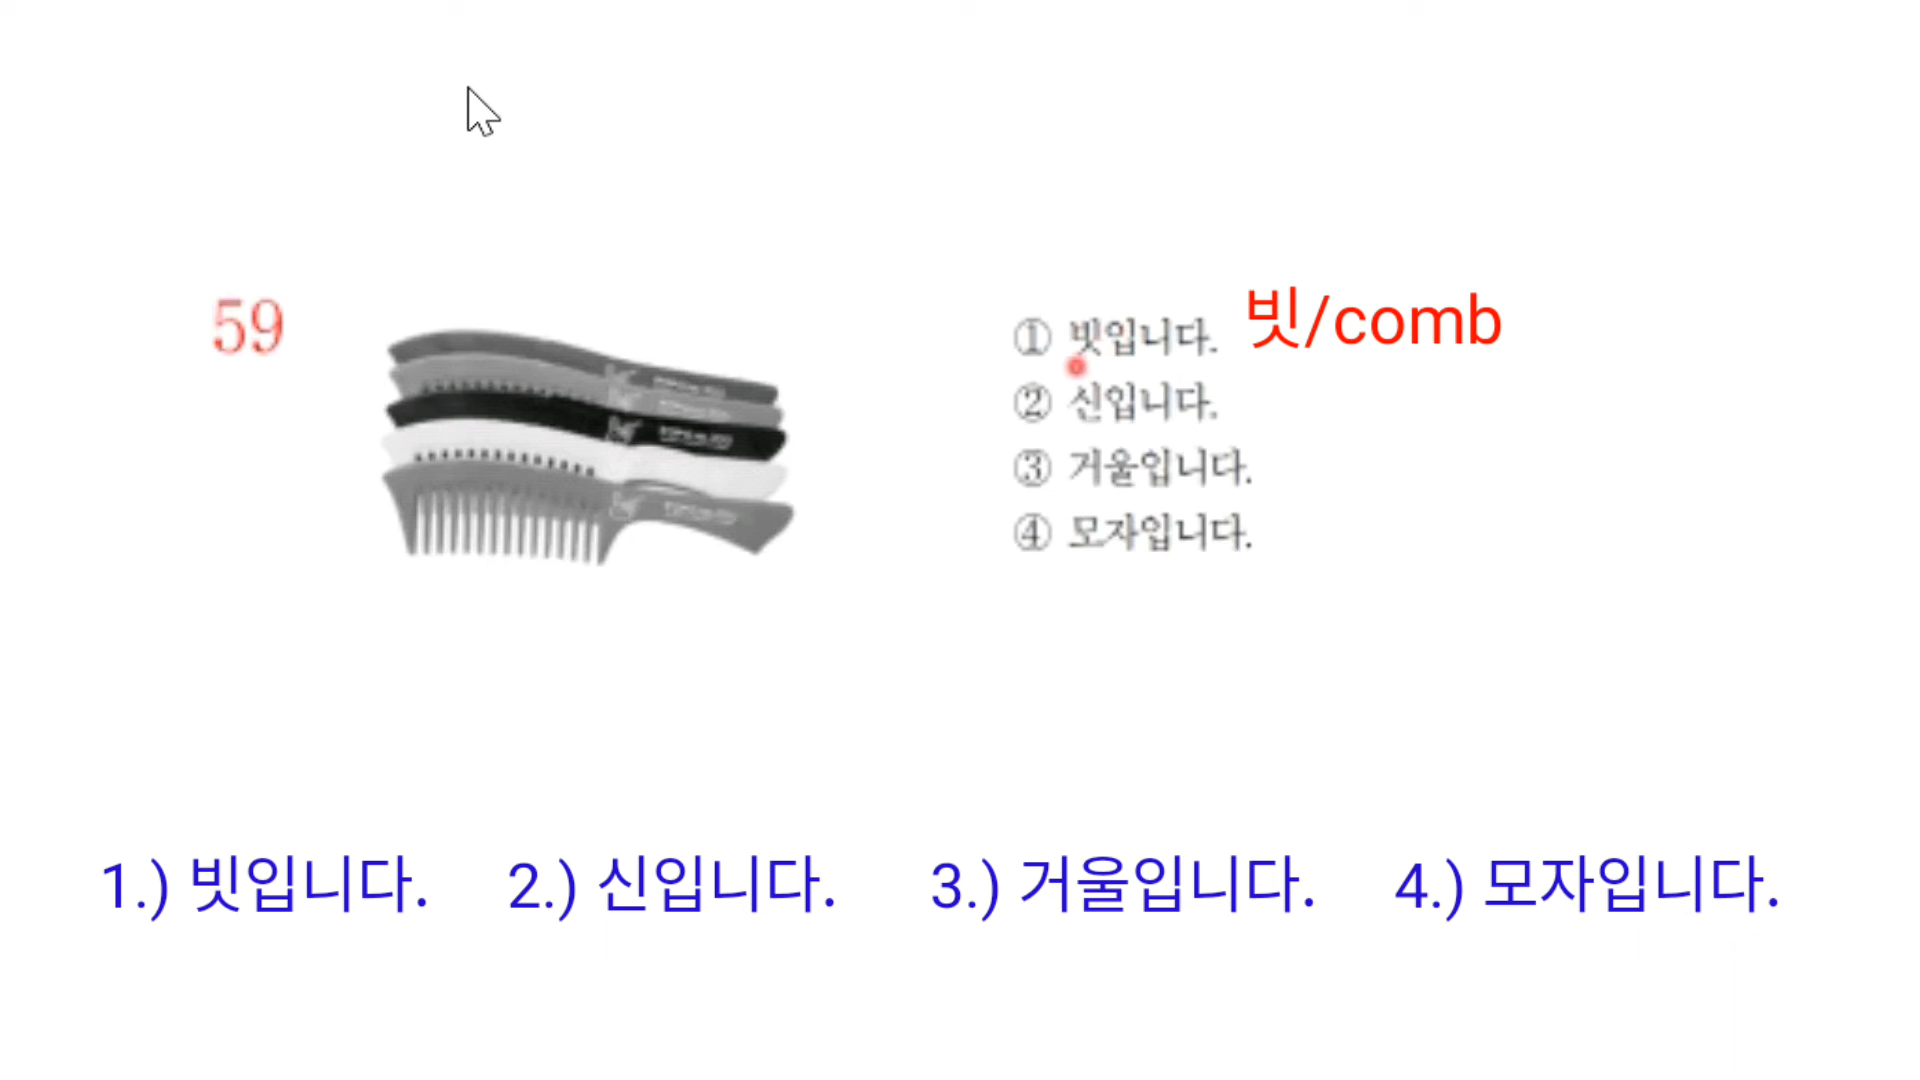 59
① 빗입니다. 빗/comb
② 신입니다.
③ 거울입니다.
④ 모자입니다.
1.) 빗입니다. 2.) 신입니다. 3.) 거울입니다. 4.) 모자입니다.